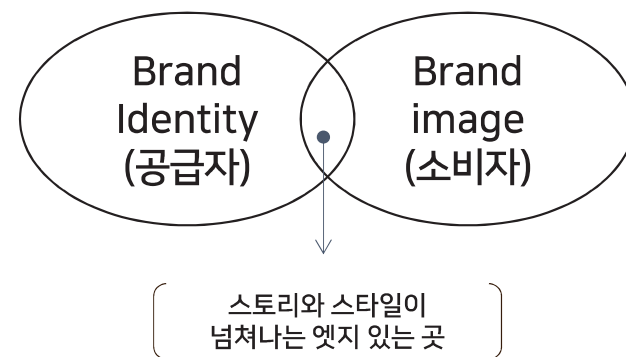 Brand
Identity
(공급자)
Brand
image
(소비자)
스토리와 스타일이
넘쳐나는 엣지 있는 곳